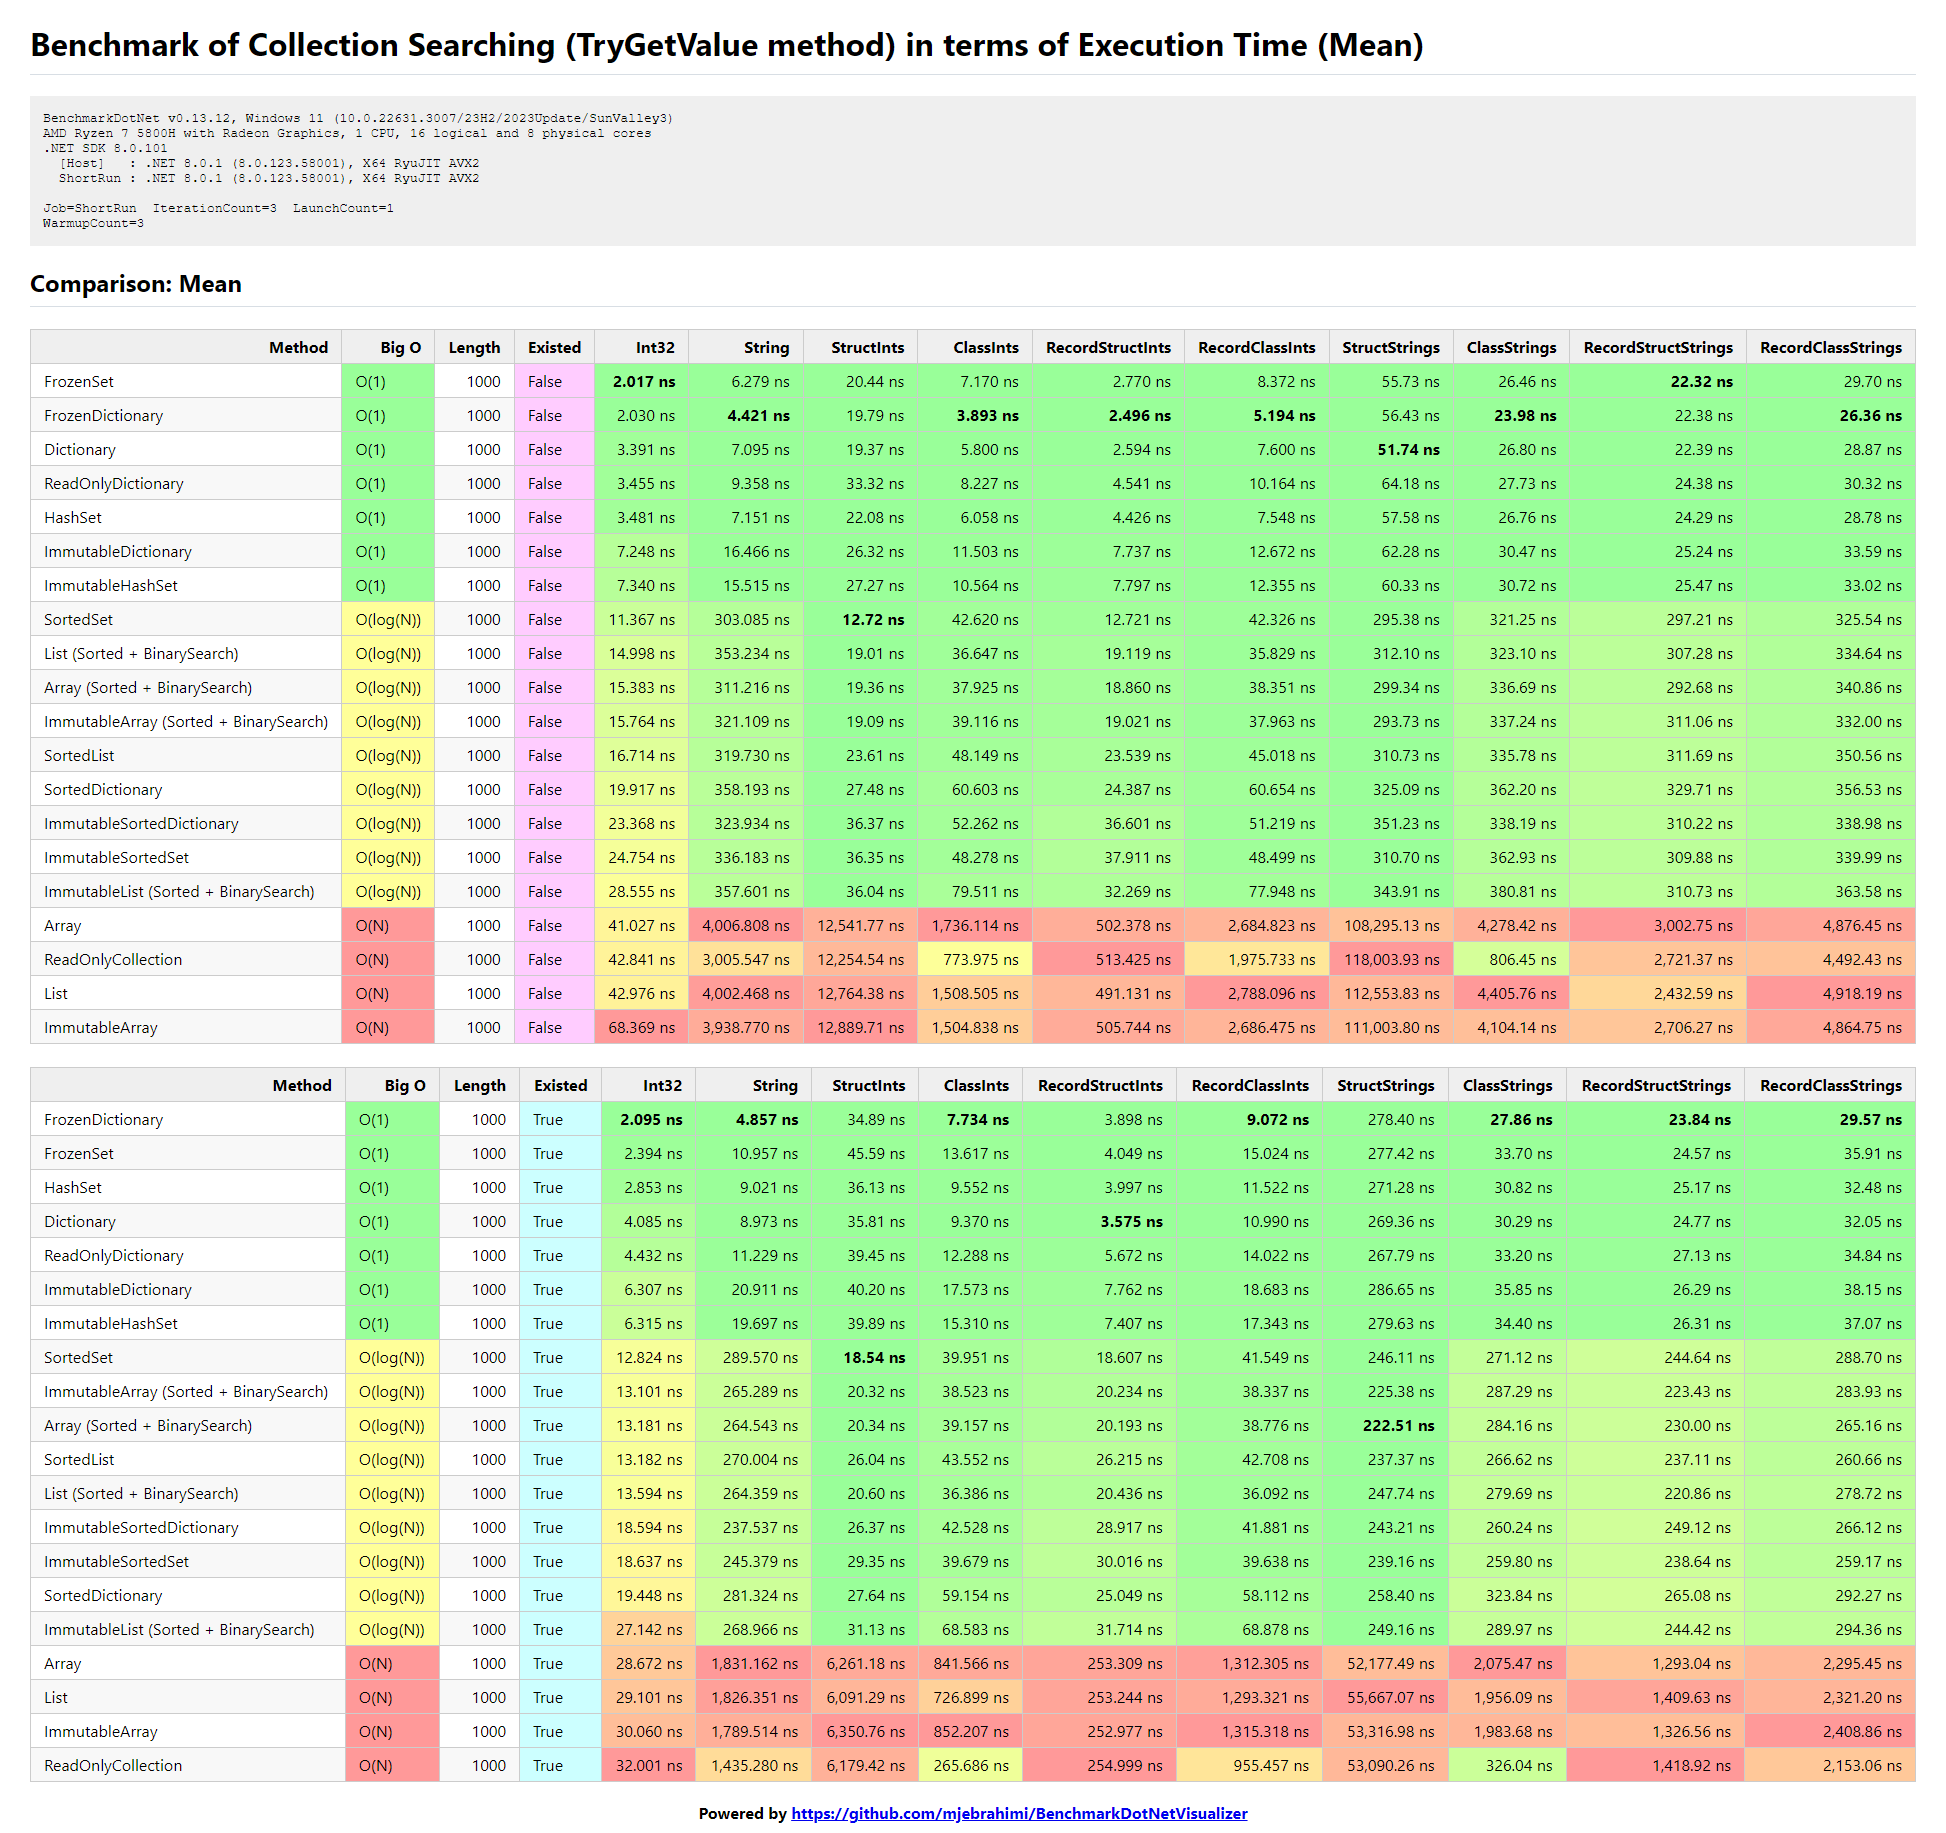 Benchmark of Collection Searching (TryGetValue method) in terms of Execution Time (Mean)
BenchmarkDotNet v0.13.12, Windows 11 (10.0.22631.3007/23H2/2023Update/SunValley3)
AMD Ryzen 7 5800H with Radeon Graphics, 1 CPU, 16 logical and 8 physical cores
.NET SDK 8.0.101
[Host]   : .NET 8.0.1 (8.0.123.58001), X64 RyuJIT AVX2
ShortRun : .NET 8.0.1 (8.0.123.58001), X64 RyuJIT AVX2
Job=ShortRun  IterationCount=3  LaunchCount=1
WarmupCount=3
Comparison: Mean
Method Big O Length Existed Int32 String StructInts ClassInts RecordStructInts RecordClassInts StructStrings ClassStrings RecordStructStrings RecordClassStrings
FrozenSet O(1) 1000 False 2.017 ns 6.279 ns 20.44 ns 7.170 ns 2.770 ns 8.372 ns 55.73 ns 26.46 ns 22.32 ns 29.70 ns
FrozenDictionary O(1) 1000 False 2.030 ns 4.421 ns 19.79 ns 3.893 ns 2.496 ns 5.194 ns 56.43 ns 23.98 ns 22.38 ns 26.36 ns
Dictionary O(1) 1000 False 3.391 ns 7.095 ns 19.37 ns 5.800 ns 2.594 ns 7.600 ns 51.74 ns 26.80 ns 22.39 ns 28.87 ns
ReadOnlyDictionary O(1) 1000 False 3.455 ns 9.358 ns 33.32 ns 8.227 ns 4.541 ns 10.164 ns 64.18 ns 27.73 ns 24.38 ns 30.32 ns
HashSet O(1) 1000 False 3.481 ns 7.151 ns 22.08 ns 6.058 ns 4.426 ns 7.548 ns 57.58 ns 26.76 ns 24.29 ns 28.78 ns
ImmutableDictionary O(1) 1000 False 7.248 ns 16.466 ns 26.32 ns 11.503 ns 7.737 ns 12.672 ns 62.28 ns 30.47 ns 25.24 ns 33.59 ns
ImmutableHashSet O(1) 1000 False 7.340 ns 15.515 ns 27.27 ns 10.564 ns 7.797 ns 12.355 ns 60.33 ns 30.72 ns 25.47 ns 33.02 ns
SortedSet O(log(N)) 1000 False 11.367 ns 303.085 ns 12.72 ns 42.620 ns 12.721 ns 42.326 ns 295.38 ns 321.25 ns 297.21 ns 325.54 ns
List (Sorted + BinarySearch) O(log(N)) 1000 False 14.998 ns 353.234 ns 19.01 ns 36.647 ns 19.119 ns 35.829 ns 312.10 ns 323.10 ns 307.28 ns 334.64 ns
Array (Sorted + BinarySearch) O(log(N)) 1000 False 15.383 ns 311.216 ns 19.36 ns 37.925 ns 18.860 ns 38.351 ns 299.34 ns 336.69 ns 292.68 ns 340.86 ns
ImmutableArray (Sorted + BinarySearch) O(log(N)) 1000 False 15.764 ns 321.109 ns 19.09 ns 39.116 ns 19.021 ns 37.963 ns 293.73 ns 337.24 ns 311.06 ns 332.00 ns
SortedList O(log(N)) 1000 False 16.714 ns 319.730 ns 23.61 ns 48.149 ns 23.539 ns 45.018 ns 310.73 ns 335.78 ns 311.69 ns 350.56 ns
SortedDictionary O(log(N)) 1000 False 19.917 ns 358.193 ns 27.48 ns 60.603 ns 24.387 ns 60.654 ns 325.09 ns 362.20 ns 329.71 ns 356.53 ns
ImmutableSortedDictionary O(log(N)) 1000 False 23.368 ns 323.934 ns 36.37 ns 52.262 ns 36.601 ns 51.219 ns 351.23 ns 338.19 ns 310.22 ns 338.98 ns
ImmutableSortedSet O(log(N)) 1000 False 24.754 ns 336.183 ns 36.35 ns 48.278 ns 37.911 ns 48.499 ns 310.70 ns 362.93 ns 309.88 ns 339.99 ns
ImmutableList (Sorted + BinarySearch) O(log(N)) 1000 False 28.555 ns 357.601 ns 36.04 ns 79.511 ns 32.269 ns 77.948 ns 343.91 ns 380.81 ns 310.73 ns 363.58 ns
Array O(N) 1000 False 41.027 ns 4,006.808 ns 12,541.77 ns 1,736.114 ns 502.378 ns 2,684.823 ns 108,295.13 ns 4,278.42 ns 3,002.75 ns 4,876.45 ns
ReadOnlyCollection O(N) 1000 False 42.841 ns 3,005.547 ns 12,254.54 ns 773.975 ns 513.425 ns 1,975.733 ns 118,003.93 ns 806.45 ns 2,721.37 ns 4,492.43 ns
List O(N) 1000 False 42.976 ns 4,002.468 ns 12,764.38 ns 1,508.505 ns 491.131 ns 2,788.096 ns 112,553.83 ns 4,405.76 ns 2,432.59 ns 4,918.19 ns
ImmutableArray O(N) 1000 False 68.369 ns 3,938.770 ns 12,889.71 ns 1,504.838 ns 505.744 ns 2,686.475 ns 111,003.80 ns 4,104.14 ns 2,706.27 ns 4,864.75 ns
Method Big O Length Existed Int32 String StructInts ClassInts RecordStructInts RecordClassInts StructStrings ClassStrings RecordStructStrings RecordClassStrings
FrozenDictionary O(1) 1000 True 2.095 ns 4.857 ns 34.89 ns 7.734 ns 3.898 ns 9.072 ns 278.40 ns 27.86 ns 23.84 ns 29.57 ns
FrozenSet O(1) 1000 True 2.394 ns 10.957 ns 45.59 ns 13.617 ns 4.049 ns 15.024 ns 277.42 ns 33.70 ns 24.57 ns 35.91 ns
HashSet O(1) 1000 True 2.853 ns 9.021 ns 36.13 ns 9.552 ns 3.997 ns 11.522 ns 271.28 ns 30.82 ns 25.17 ns 32.48 ns
Dictionary O(1) 1000 True 4.085 ns 8.973 ns 35.81 ns 9.370 ns 3.575 ns 10.990 ns 269.36 ns 30.29 ns 24.77 ns 32.05 ns
ReadOnlyDictionary O(1) 1000 True 4.432 ns 11.229 ns 39.45 ns 12.288 ns 5.672 ns 14.022 ns 267.79 ns 33.20 ns 27.13 ns 34.84 ns
ImmutableDictionary O(1) 1000 True 6.307 ns 20.911 ns 40.20 ns 17.573 ns 7.762 ns 18.683 ns 286.65 ns 35.85 ns 26.29 ns 38.15 ns
ImmutableHashSet O(1) 1000 True 6.315 ns 19.697 ns 39.89 ns 15.310 ns 7.407 ns 17.343 ns 279.63 ns 34.40 ns 26.31 ns 37.07 ns
SortedSet O(log(N)) 1000 True 12.824 ns 289.570 ns 18.54 ns 39.951 ns 18.607 ns 41.549 ns 246.11 ns 271.12 ns 244.64 ns 288.70 ns
ImmutableArray (Sorted + BinarySearch) O(log(N)) 1000 True 13.101 ns 265.289 ns 20.32 ns 38.523 ns 20.234 ns 38.337 ns 225.38 ns 287.29 ns 223.43 ns 283.93 ns
Array (Sorted + BinarySearch) O(log(N)) 1000 True 13.181 ns 264.543 ns 20.34 ns 39.157 ns 20.193 ns 38.776 ns 222.51 ns 284.16 ns 230.00 ns 265.16 ns
SortedList O(log(N)) 1000 True 13.182 ns 270.004 ns 26.04 ns 43.552 ns 26.215 ns 42.708 ns 237.37 ns 266.62 ns 237.11 ns 260.66 ns
List (Sorted + BinarySearch) O(log(N)) 1000 True 13.594 ns 264.359 ns 20.60 ns 36.386 ns 20.436 ns 36.092 ns 247.74 ns 279.69 ns 220.86 ns 278.72 ns
ImmutableSortedDictionary O(log(N)) 1000 True 18.594 ns 237.537 ns 26.37 ns 42.528 ns 28.917 ns 41.881 ns 243.21 ns 260.24 ns 249.12 ns 266.12 ns
ImmutableSortedSet O(log(N)) 1000 True 18.637 ns 245.379 ns 29.35 ns 39.679 ns 30.016 ns 39.638 ns 239.16 ns 259.80 ns 238.64 ns 259.17 ns
SortedDictionary O(log(N)) 1000 True 19.448 ns 281.324 ns 27.64 ns 59.154 ns 25.049 ns 58.112 ns 258.40 ns 323.84 ns 265.08 ns 292.27 ns
ImmutableList (Sorted + BinarySearch) O(log(N)) 1000 True 27.142 ns 268.966 ns 31.13 ns 68.583 ns 31.714 ns 68.878 ns 249.16 ns 289.97 ns 244.42 ns 294.36 ns
Array O(N) 1000 True 28.672 ns 1,831.162 ns 6,261.18 ns 841.566 ns 253.309 ns 1,312.305 ns 52,177.49 ns 2,075.47 ns 1,293.04 ns 2,295.45 ns
List O(N) 1000 True 29.101 ns 1,826.351 ns 6,091.29 ns 726.899 ns 253.244 ns 1,293.321 ns 55,667.07 ns 1,956.09 ns 1,409.63 ns 2,321.20 ns
ImmutableArray O(N) 1000 True 30.060 ns 1,789.514 ns 6,350.76 ns 852.207 ns 252.977 ns 1,315.318 ns 53,316.98 ns 1,983.68 ns 1,326.56 ns 2,408.86 ns
ReadOnlyCollection O(N) 1000 True 32.001 ns 1,435.280 ns 6,179.42 ns 265.686 ns 254.999 ns 955.457 ns 53,090.26 ns 326.04 ns 1,418.92 ns 2,153.06 ns
Powered by https://github.com/mjebrahimi/BenchmarkDotNetVisualizer